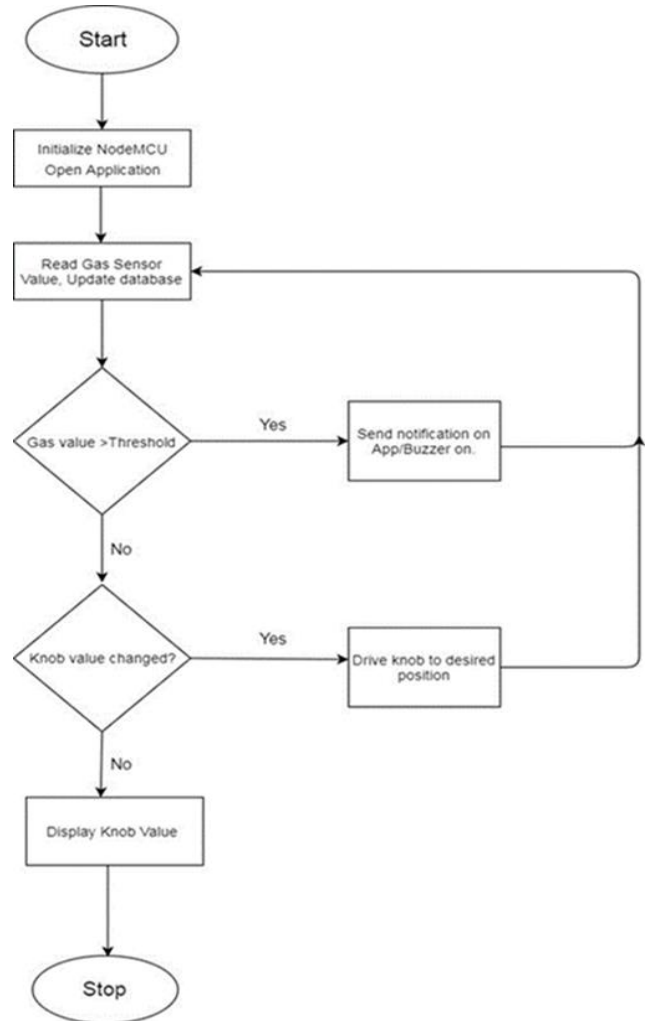 Start
Initialize NodeMCU
Open Application
Read Gas Sensor
Value, Update database
Gas value >Threshold
Yes
Send notification on
App/Buzzer on.
No
Knob value changed?
Yes
Drive knob to desired
position
No
Display Knob Value
Stop